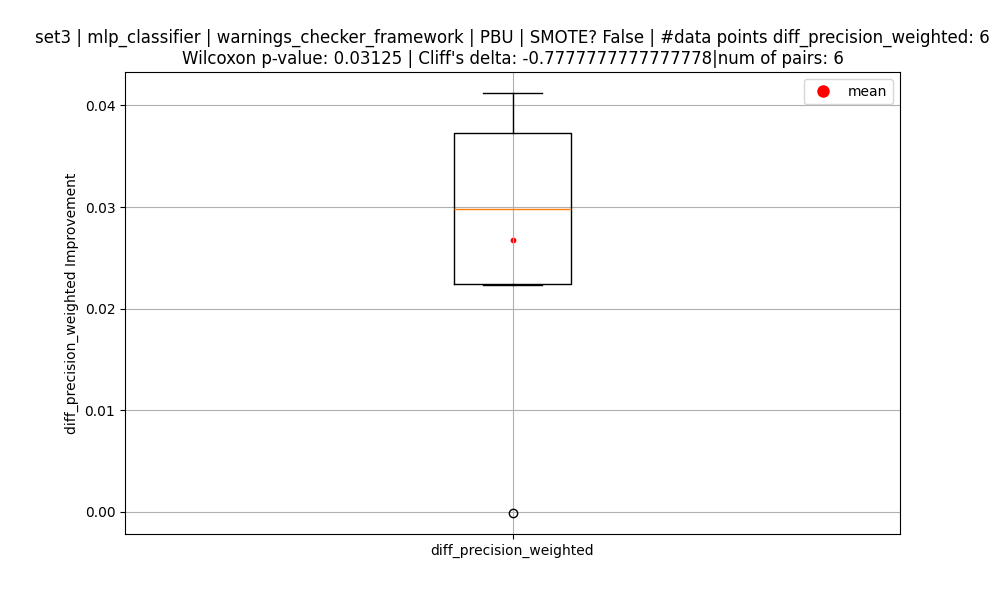 set3 | mlp_classifier | warnings_checker_framework | PBU | SMOTE? False | #data points diff_precision_weighted: 6
Wilcoxon p-value: 0.03125 | Cliff's delta: -0.7777777777777778|num of pairs: 6
mean
0.04
0.03
0.02
0.01
0.00
diff_precision_weighted Improvement
diff_precision_weighted